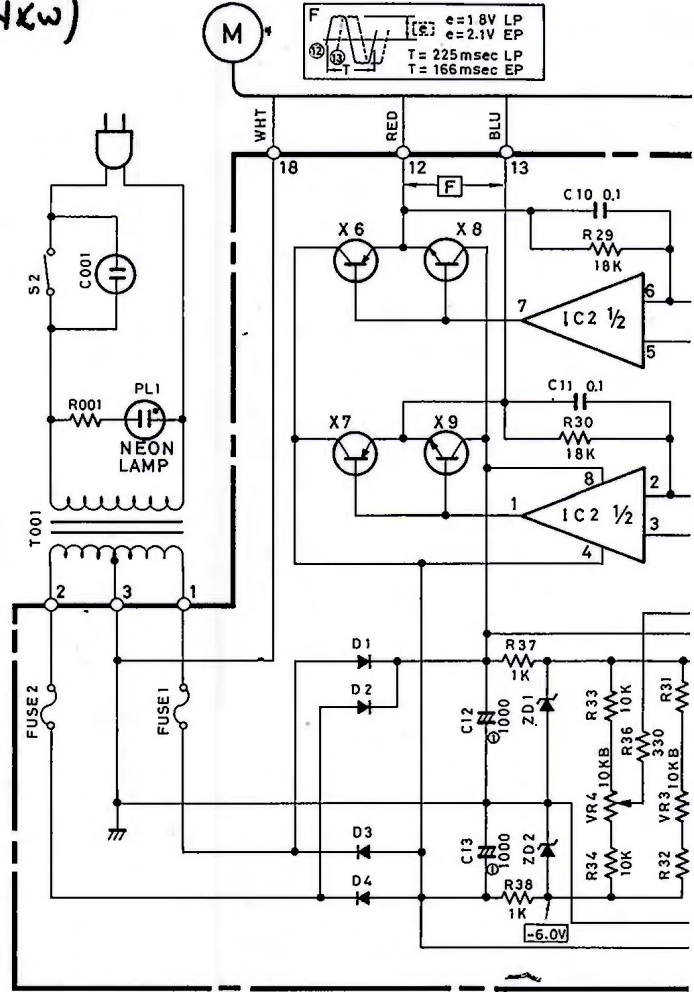 4KW)
M
F
e
e=1.8V LP
e=2.1V EP
12 13
T
T=225msec LP
T=166msec EP
WHT
RED
BLU
18
12
13
F
C10 0.1
R29
18K
X6
X8
7
IC2 1/2
6
5
S2
C001
C11 0.1
R30
18K
X7
X9
8
1
IC2 1/2
2
3
4
R001
PL1
NEON
LAMP
T001
2
3
1
FUSE2
FUSE1
D1
D2
D3
D4
R37
1K
C12
1000
ZD1
R33
10K
R36
330
R31
10KB
VR4
10KB
VR3
C13
1000
ZD2
R34
10K
R32
R38
1K
-6.0V